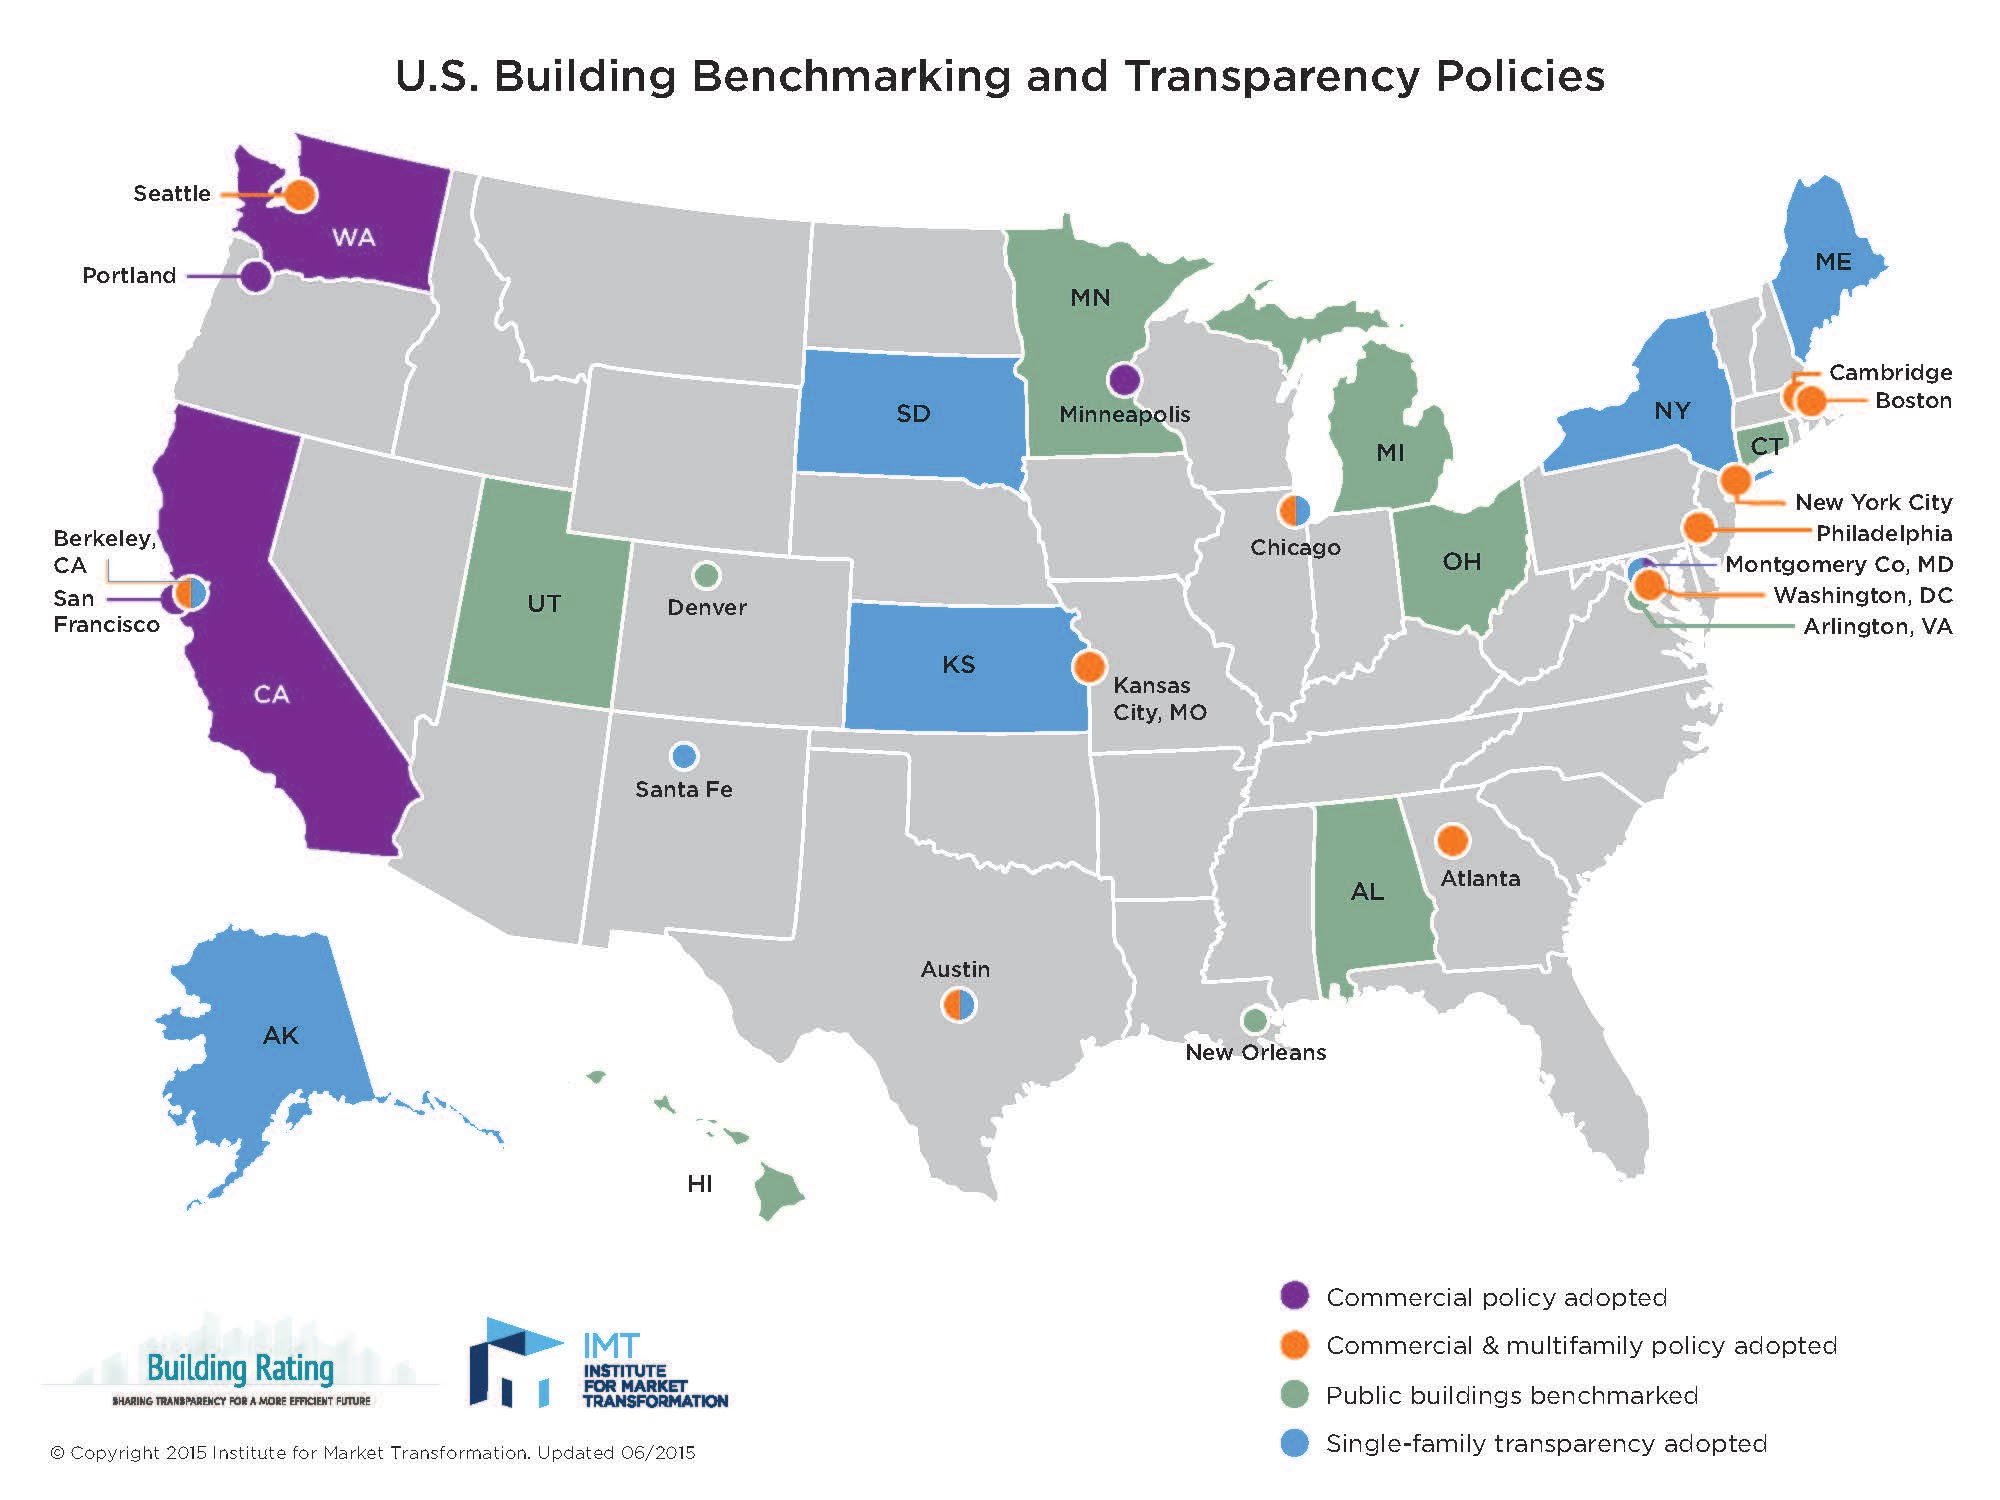 U.S. Building Benchmarking and Transparency Policies
Seattle
WA
Portland
MN
ME
Minneapolis
SD
MI
NY
CT
Cambridge
Boston
New York City
Philadelphia
Montgomery Co, MD
Washington, DC
Arlington, VA
Berkeley,
CA
San
Francisco
CA
UT
Denver
KS
Kansas
City, MO
Chicago
OH
Santa Fe
AL
Atlanta
Austin
New Orleans
AK
HI
Commercial policy adopted
Commercial & multifamily policy adopted
Public buildings benchmarked
Single-family transparency adopted
Building Rating
SHARING TRANSPARENCY FOR A MORE EFFICIENT FUTURE
IMT
INSTITUTE
FOR MARKET
TRANSFORMATION
© Copyright 2015 Institute for Market Transformation. Updated 06/2015